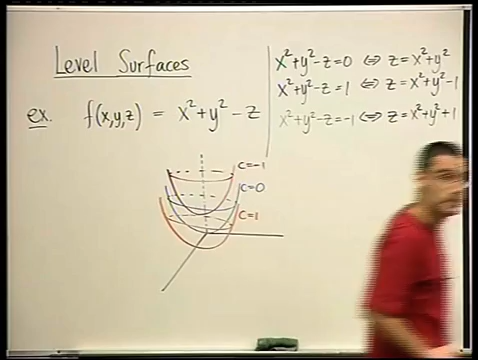 Level Surfaces
ex. f(x,y,z) = x²+y²-z
x²+y²-z=0 ⇔ z=x²+y²
x²+y²-z=1 ⇔ z=x²+y²-1
x²+y²-z=-1 ⇔ z=x²+y²+1
C=-1
C=0
C=1